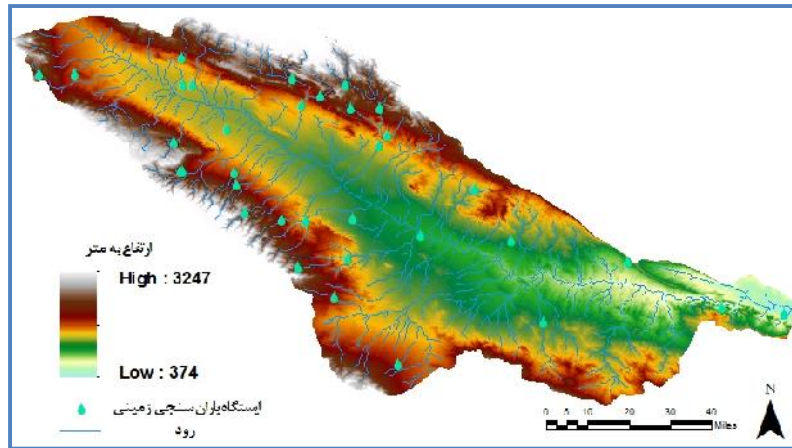 ارتفاع به متر
High : 3247
Low : 374
ایستگاه باران سنجی زمینی
رود
N
0 5 10 20 30 40
Miles